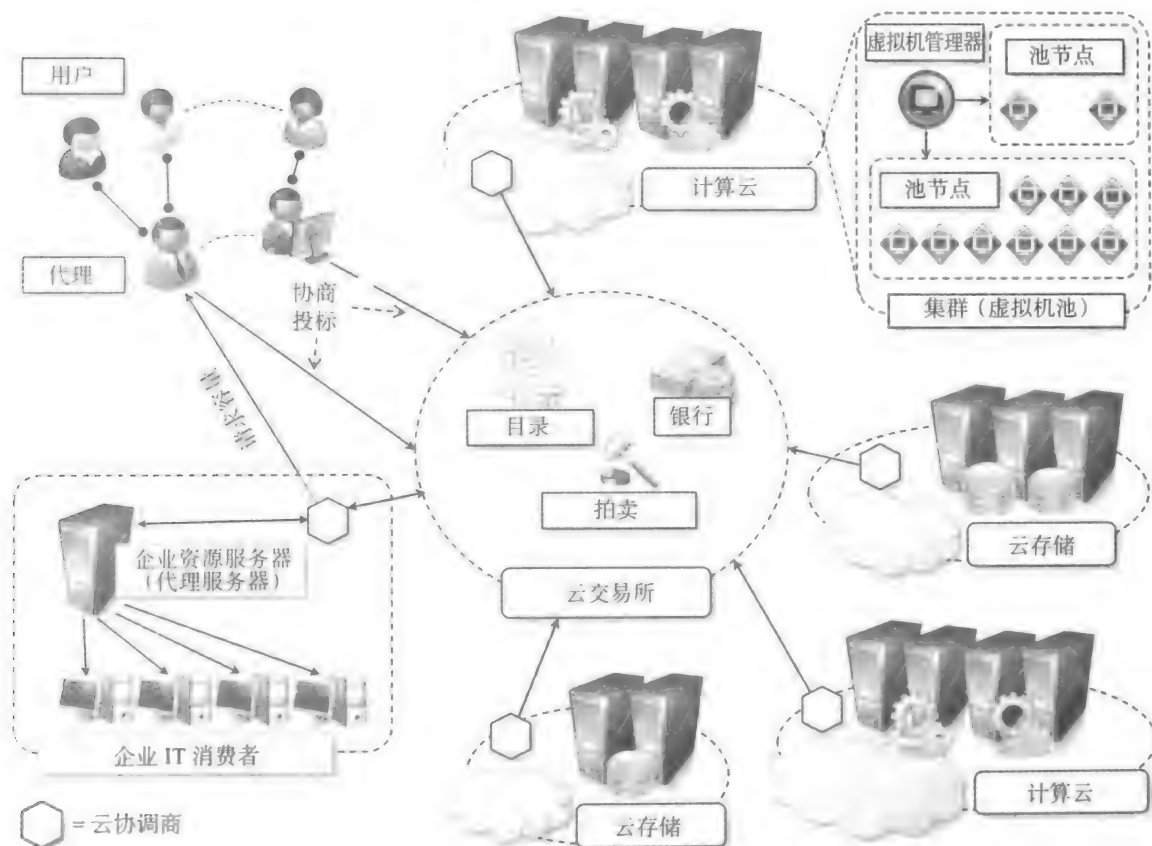 用户
代理
协商
投标
请求容量
计算云
虚拟机管理器
池节点
池节点
集群（虚拟机池）
目录
银行
拍卖
云交易所
云存储
企业资源服务器
（代理服务器）
企业 IT 消费者
云存储
计算云
=云协调商